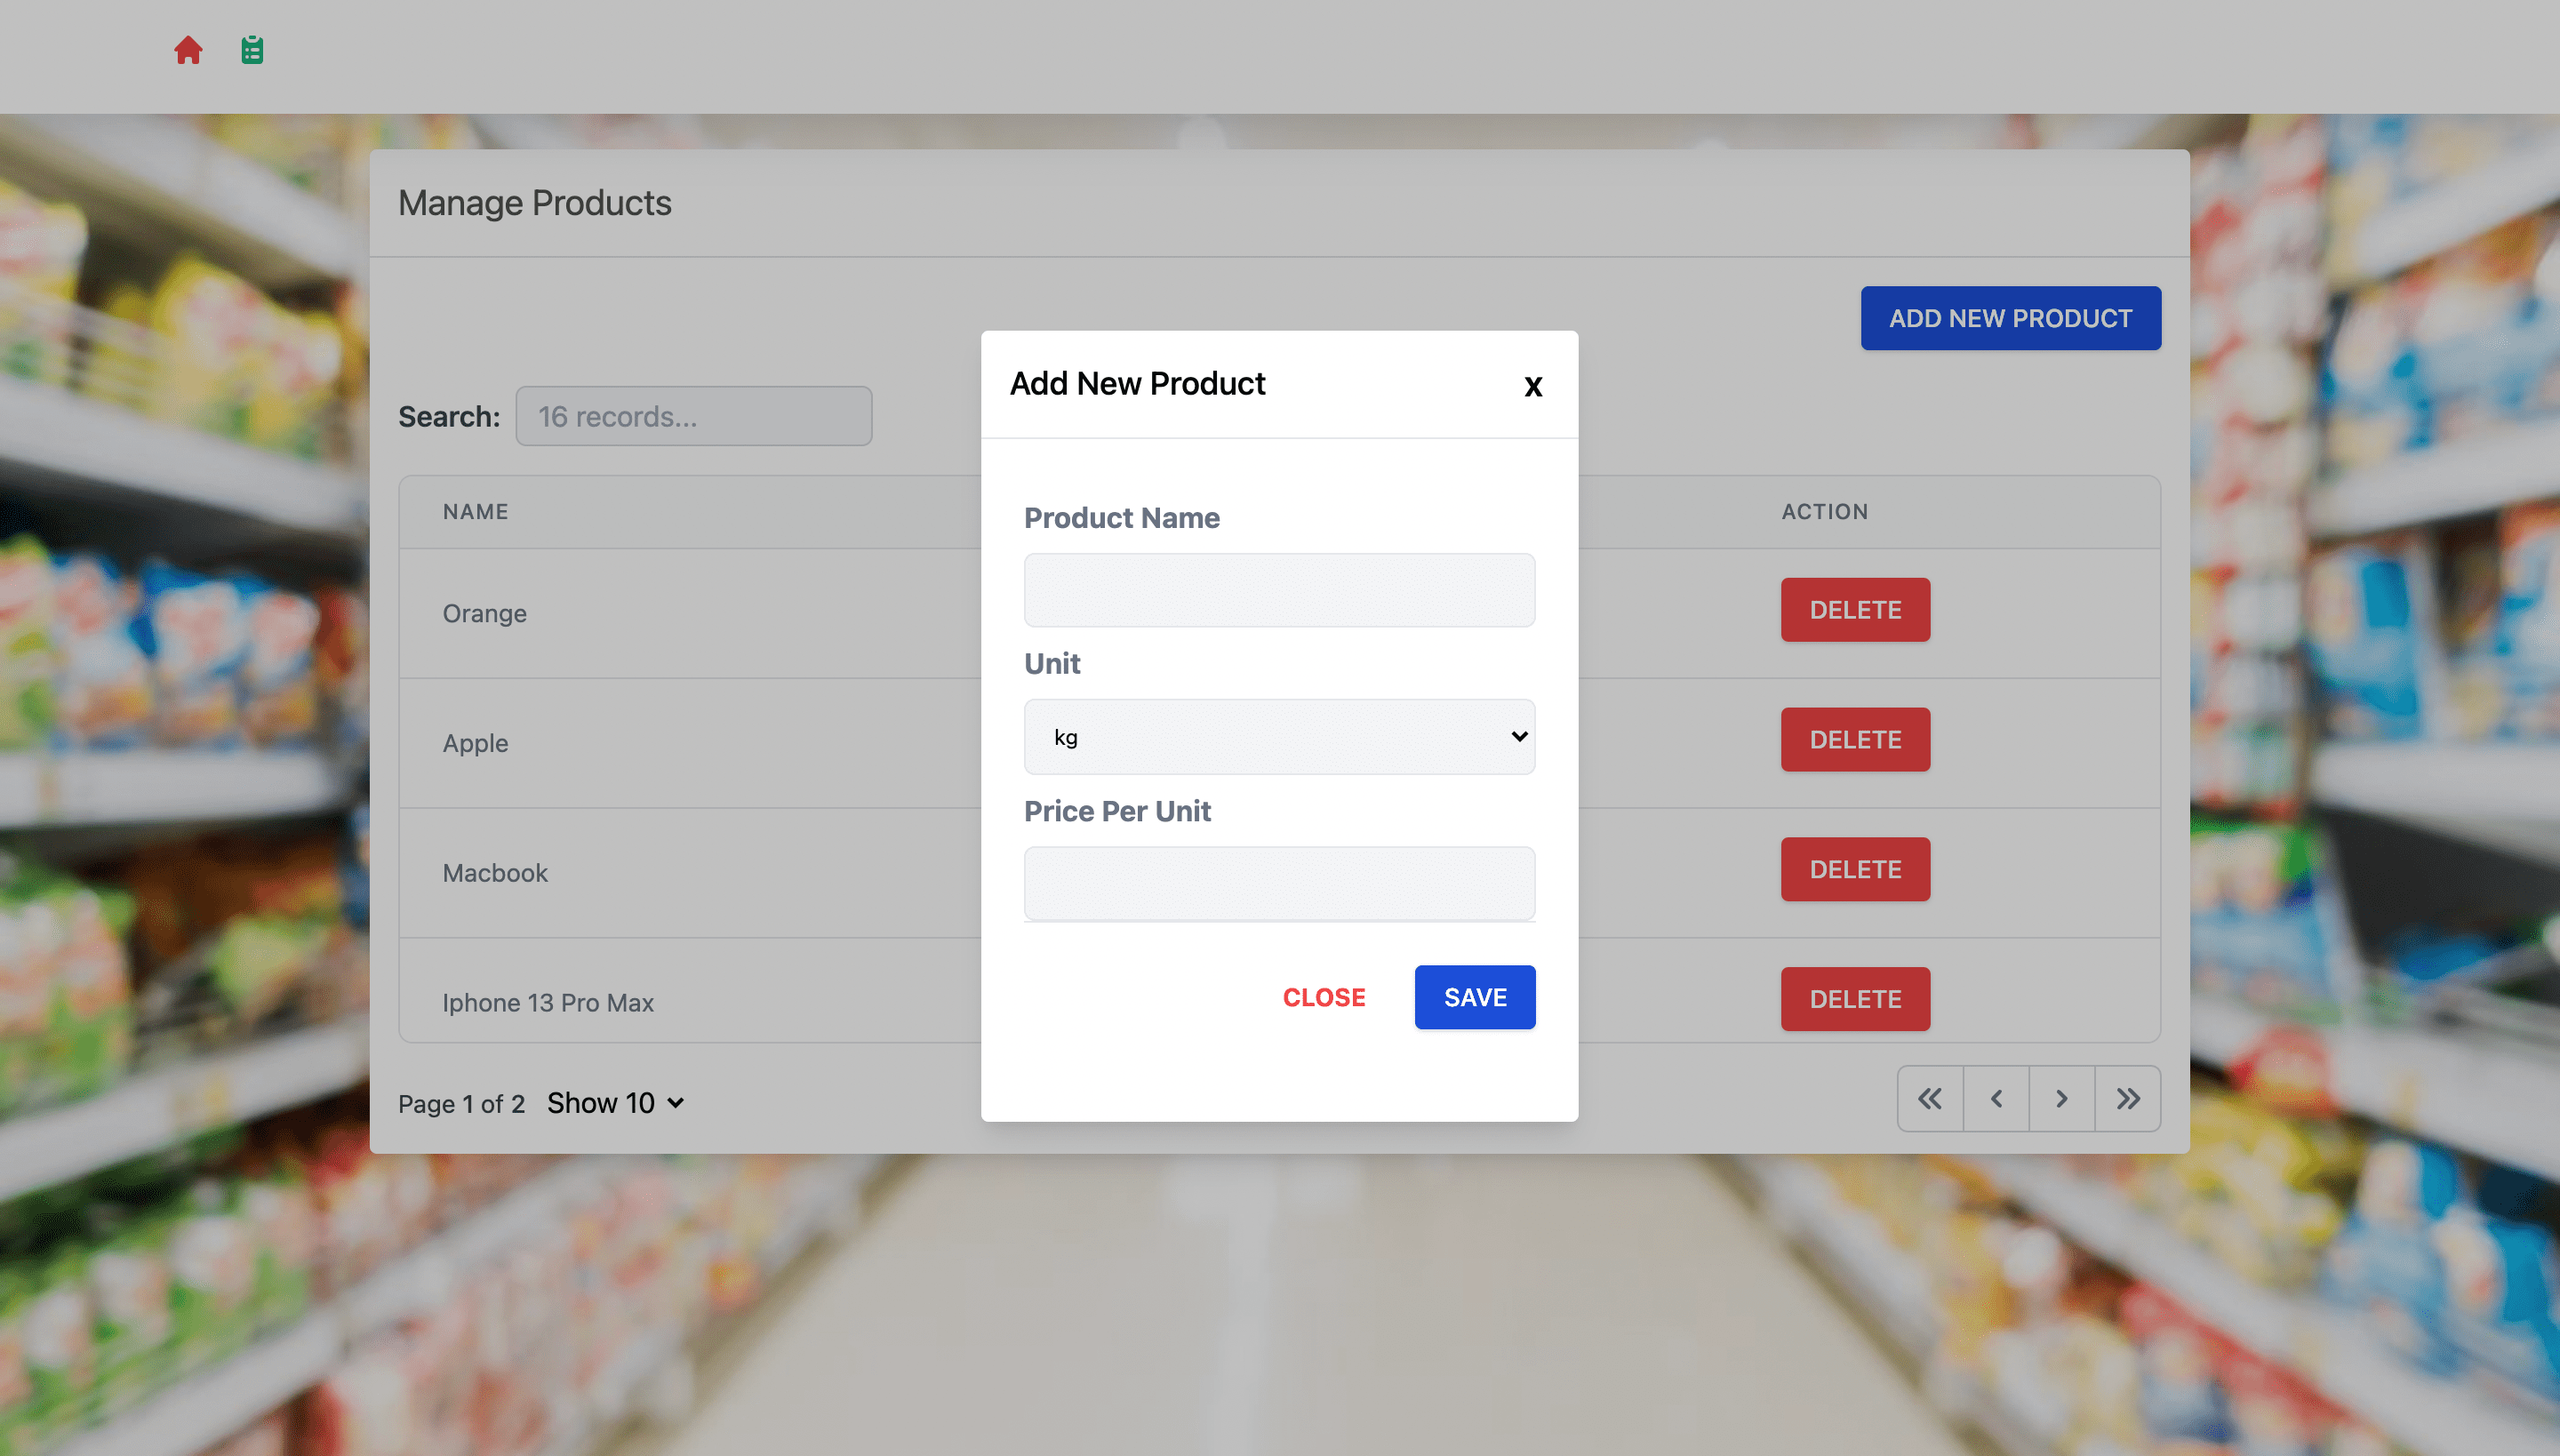 Manage Products
ADD NEW PRODUCT
Search: 16 records...
NAME ACTION
Orange DELETE
Apple DELETE
Macbook DELETE
Iphone 13 Pro Max DELETE
Page 1 of 2 Show 10
Add New Product x
Product Name
Unit
kg
Price Per Unit
CLOSE SAVE